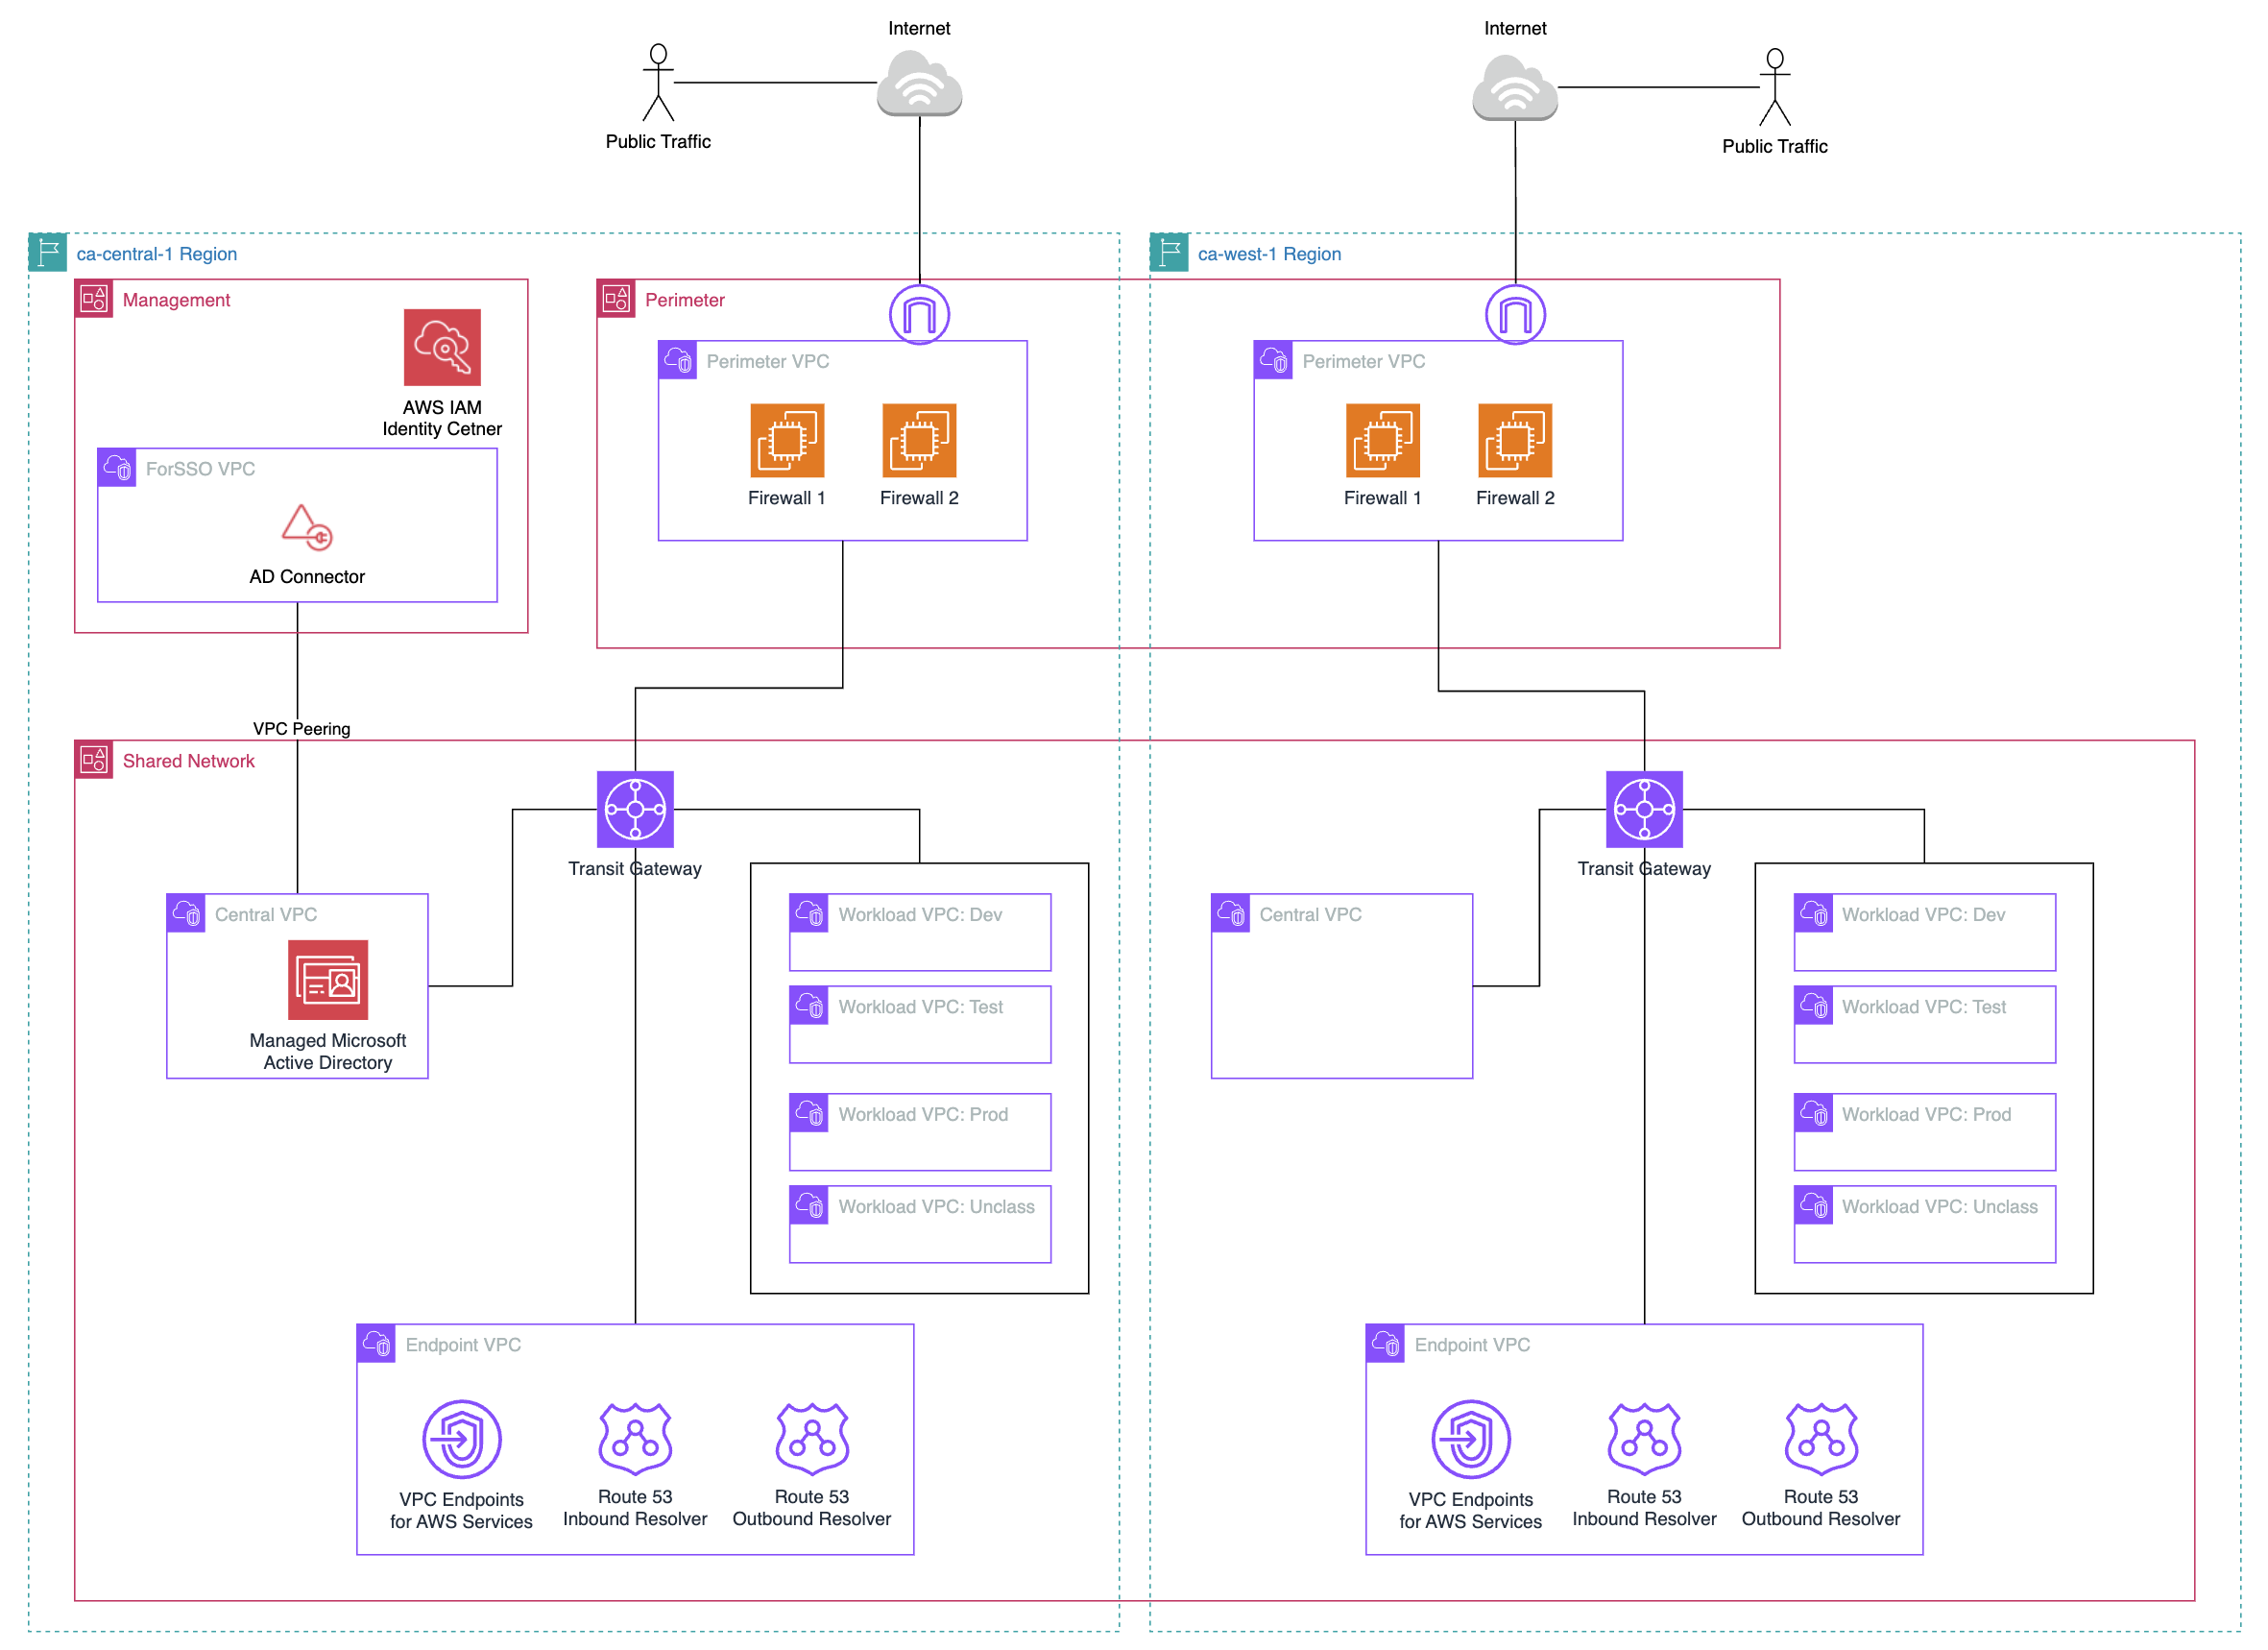 Internet
Internet
Public Traffic
Public Traffic
ca-central-1 Region
ca-west-1 Region
Management
Perimeter
AWS IAM
Identity Cetner
ForSSO VPC
AD Connector
Perimeter VPC
Firewall 1
Firewall 2
Perimeter VPC
Firewall 1
Firewall 2
VPC Peering
Shared Network
Transit Gateway
Transit Gateway
Central VPC
Managed Microsoft
Active Directory
Workload VPC: Dev
Workload VPC: Test
Workload VPC: Prod
Workload VPC: Unclass
Central VPC
Workload VPC: Dev
Workload VPC: Test
Workload VPC: Prod
Workload VPC: Unclass
Endpoint VPC
VPC Endpoints
for AWS Services
Route 53
Inbound Resolver
Route 53
Outbound Resolver
Endpoint VPC
VPC Endpoints
for AWS Services
Route 53
Inbound Resolver
Route 53
Outbound Resolver